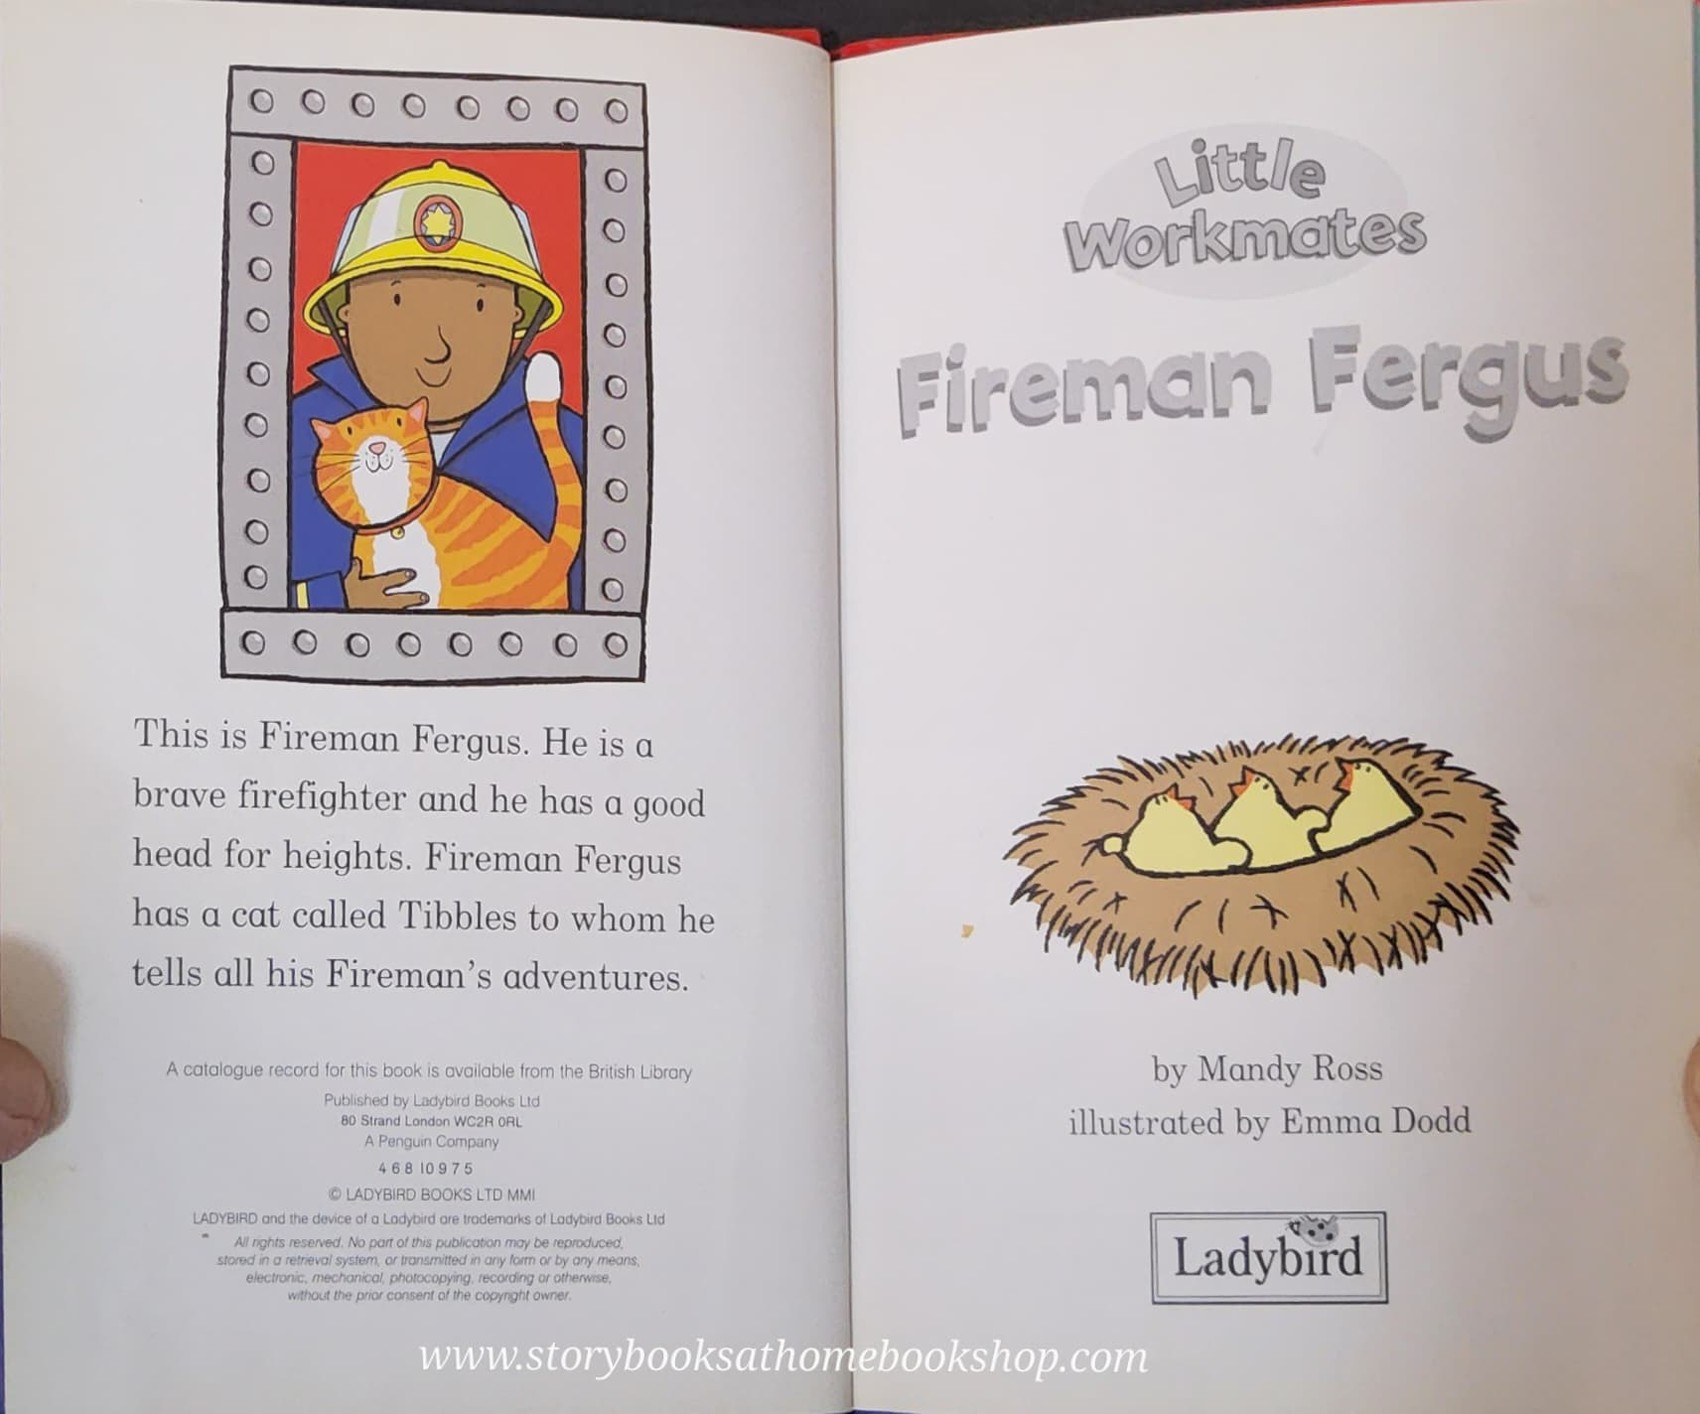 This is Fireman Fergus. He is a
brave firefighter and he has a good
head for heights. Fireman Fergus
has a cat called Tibbles to whom he
tells all his Fireman's adventures.
A catalogue record for this book is available from the British Library
Published by Ladybird Books Ltd
80 Strand London WC2R 0RL
A Penguin Company
4 6 8 10 9 7 5
© LADYBIRD BOOKS LTD MMI
LADYBIRD and the device of a Ladybird are trademarks of Ladybird Books Ltd
All rights reserved. No part of this publication may be reproduced,
stored in a retrieval system, or transmitted in any form or by any means,
electronic, mechanical, photocopying, recording or otherwise,
without the prior consent of the copyright owner.
Little
Workmates
Fireman Fergus
by Mandy Ross
illustrated by Emma Dodd
Ladybird
www.storybooksathomebookshop.com